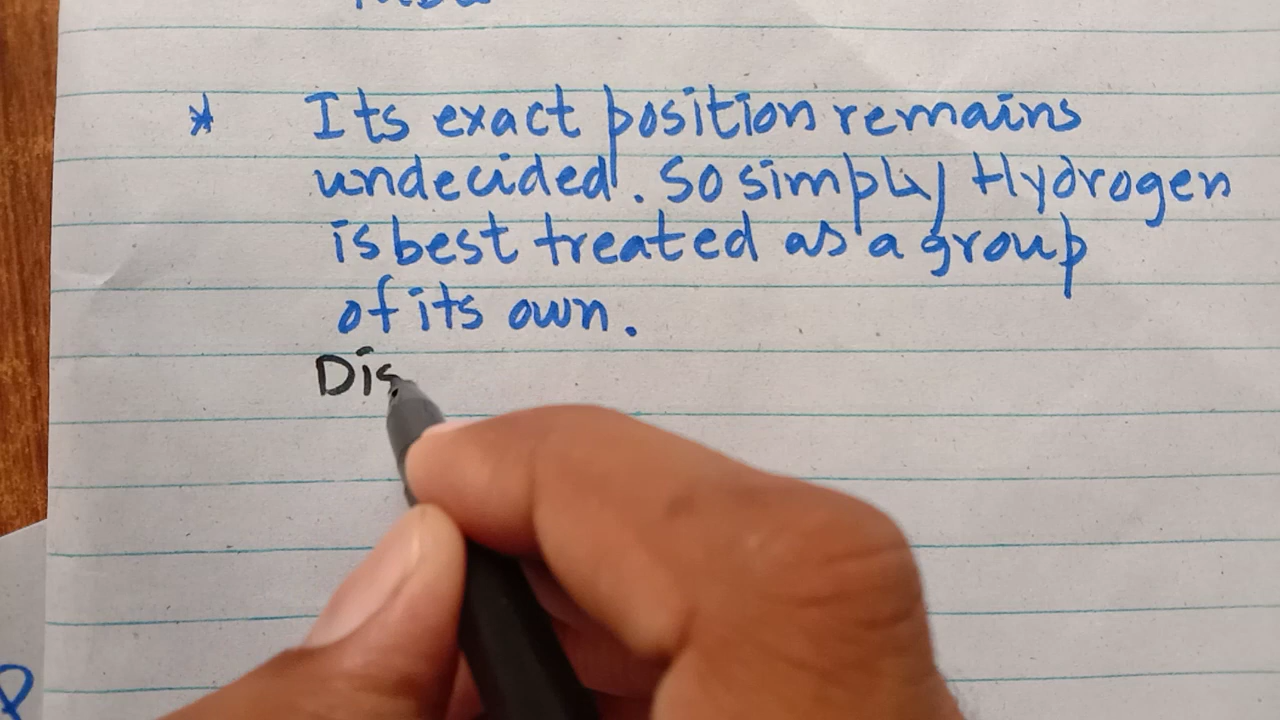 * Its exact position remains
undecided. So simply Hydrogen
is best treated as a group
of its own.
Dis